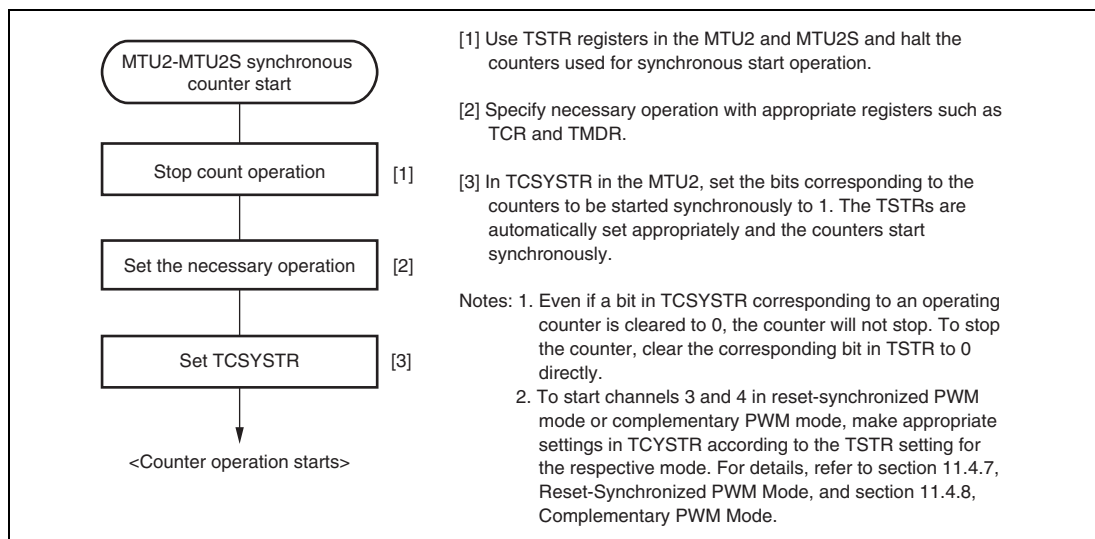 MTU2-MTU2S synchronous
counter start
Stop count operation
[1]
Set the necessary operation
[2]
Set TCSYSTR
[3]
<Counter operation starts>
[1] Use TSTR registers in the MTU2 and MTU2S and halt the
counters used for synchronous start operation.
[2] Specify necessary operation with appropriate registers such as
TCR and TMDR.
[3] In TCSYSTR in the MTU2, set the bits corresponding to the
counters to be started synchronously to 1. The TSTRs are
automatically set appropriately and the counters start
synchronously.
Notes: 1. Even if a bit in TCSYSTR corresponding to an operating
counter is cleared to 0, the counter will not stop. To stop
the counter, clear the corresponding bit in TSTR to 0
directly.
2. To start channels 3 and 4 in reset-synchronized PWM
mode or complementary PWM mode, make appropriate
settings in TCYSTR according to the TSTR setting for
the respective mode. For details, refer to section 11.4.7,
Reset-Synchronized PWM Mode, and section 11.4.8,
Complementary PWM Mode.